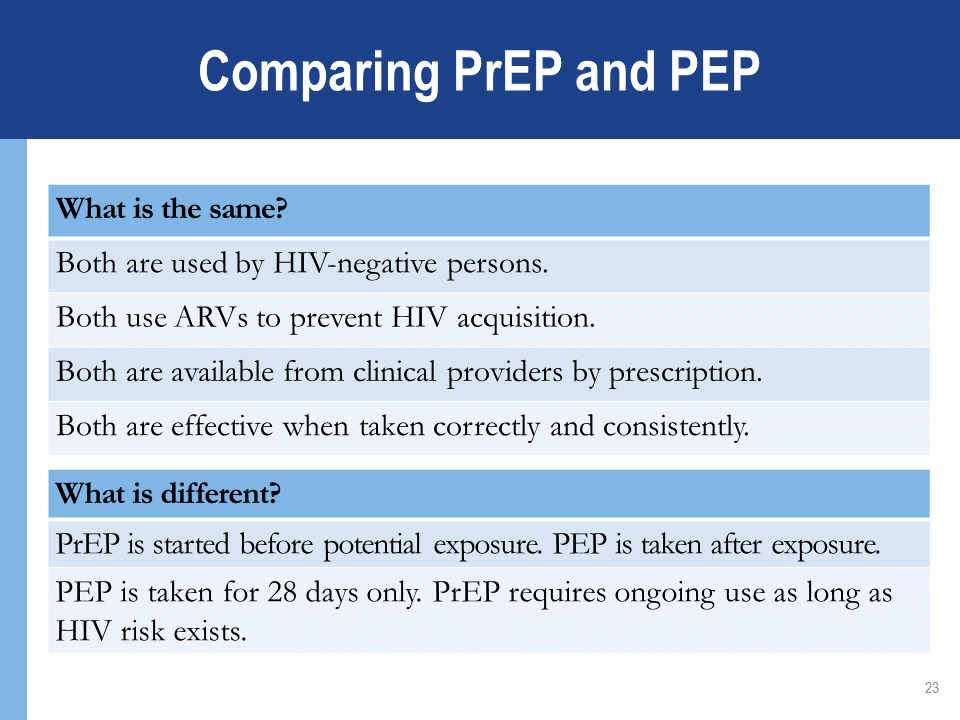 Comparing PrEP and PEP
What is the same?
Both are used by HIV-negative persons.
Both use ARVs to prevent HIV acquisition.
Both are available from clinical providers by prescription.
Both are effective when taken correctly and consistently.
What is different?
PrEP is started before potential exposure. PEP is taken after exposure.
PEP is taken for 28 days only. PrEP requires ongoing use as long as
HIV risk exists.
23